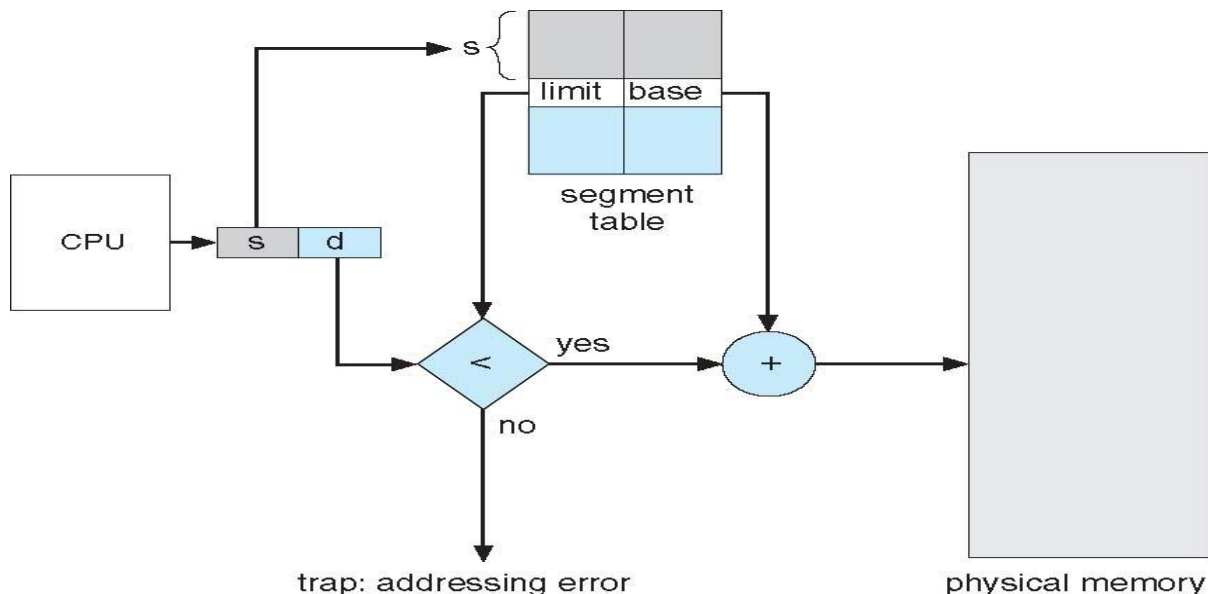 s
limit base
segment
table
CPU
s d
< yes +
no
trap: addressing error
physical memory